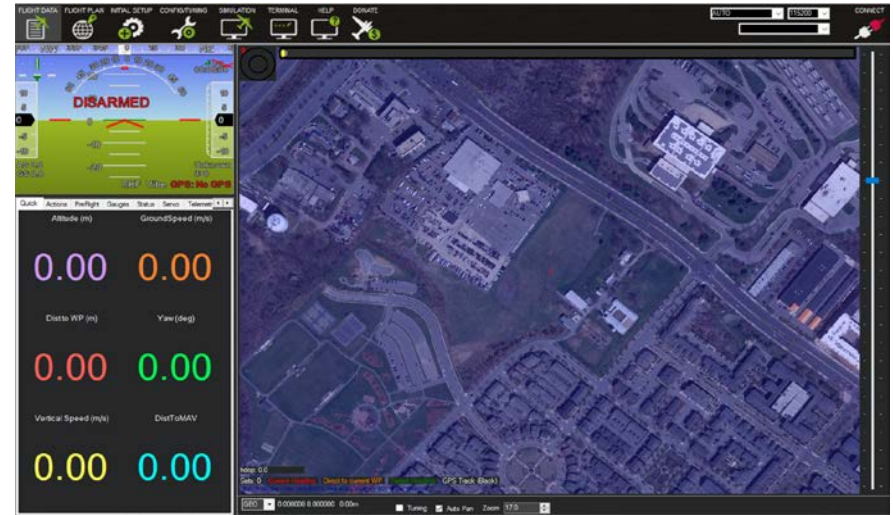 FLIGHT DATA FLIGHT PLAN INITIAL SETUP CONFIG/TUNING SIMULATION TERMINAL HELP DONATE
AUTO 115200 CONNECT
DISARMED
GPS: No GPS
Quick Actions PreFlight Gauges Status Servo Telemetr
Altitude (m) GroundSpeed (m/s)
0.00 0.00
Dist to WP (m) Yaw (deg)
0.00 0.00
Vertical Speed (m/s) DistToMAV
0.00 0.00
hdop: 0.0
Sats: 0 Current Heading Direct to current WP GPS Track (Black)
GEO 0.000000 0.000000 0.00m Tuning Auto Pan Zoom 17.0